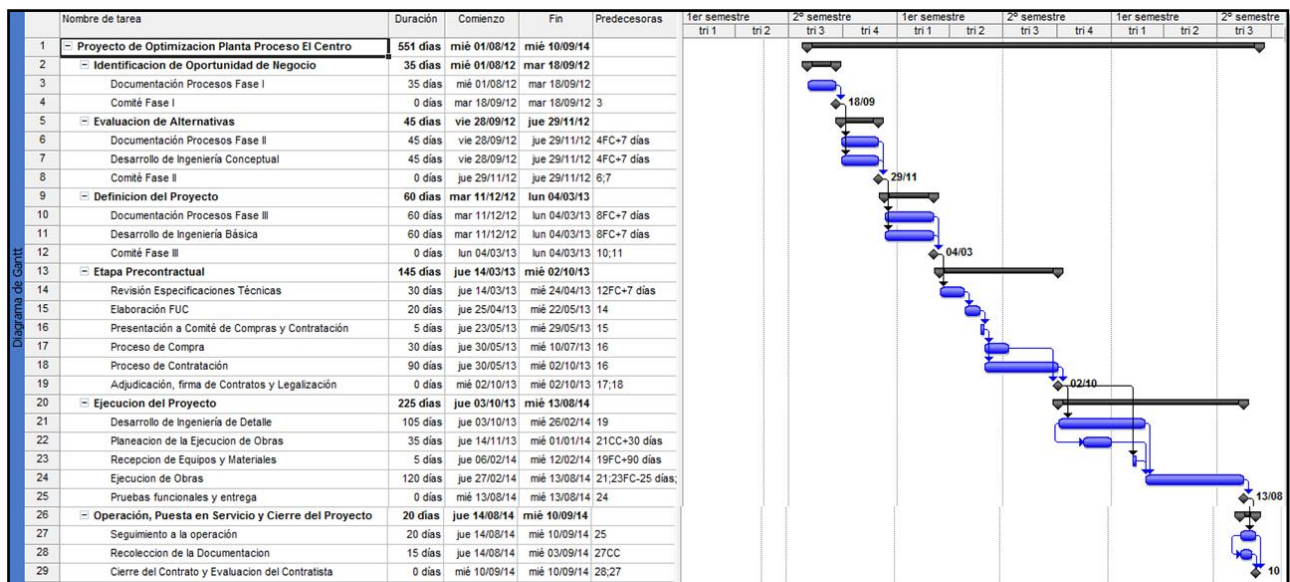 Nombre de tarea Duración Comienzo Fin Predecesoras 1er semestre 2º semestre 1er semestre 2º semestre 1er semestre 2º semestre
tri 1 tri 2 tri 3 tri 4 tri 1 tri 2 tri 3 tri 4 tri 1 tri 2 tri 3
Diagrama de Gantt
1 Proyecto de Optimizacion Planta Proceso El Centro 551 días mié 01/08/12 mié 10/09/14
2 Identificacion de Oportunidad de Negocio 35 días mié 01/08/12 mar 18/09/12
3 Documentación Procesos Fase I 35 días mié 01/08/12 mar 18/09/12
4 Comité Fase I 0 días mar 18/09/12 mar 18/09/12 3 18/09
5 Evaluacion de Alternativas 45 días vie 28/09/12 jue 29/11/12
6 Documentación Procesos Fase II 45 días vie 28/09/12 jue 29/11/12 4FC+7 días
7 Desarrollo de Ingeniería Conceptual 45 días vie 28/09/12 jue 29/11/12 4FC+7 días
8 Comité Fase II 0 días jue 29/11/12 jue 29/11/12 6;7 29/11
9 Definicion del Proyecto 60 días mar 11/12/12 lun 04/03/13
10 Documentación Procesos Fase III 60 días mar 11/12/12 lun 04/03/13 8FC+7 días
11 Desarrollo de Ingeniería Básica 60 días mar 11/12/12 lun 04/03/13 8FC+7 días
12 Comité Fase III 0 días lun 04/03/13 lun 04/03/13 10;11 04/03
13 Etapa Precontractual 145 días jue 14/03/13 mié 02/10/13
14 Revisión Especificaciones Técnicas 30 días jue 14/03/13 mié 24/04/13 12FC+7 días
15 Elaboración FUC 20 días jue 25/04/13 mié 22/05/13 14
16 Presentación a Comité de Compras y Contratación 5 días jue 23/05/13 mié 29/05/13 15
17 Proceso de Compra 30 días jue 30/05/13 mié 10/07/13 16
18 Proceso de Contratación 90 días jue 30/05/13 mié 02/10/13 16
19 Adjudicación, firma de Contratos y Legalización 0 días mié 02/10/13 mié 02/10/13 17;18 02/10
20 Ejecucion del Proyecto 225 días jue 03/10/13 mié 13/08/14
21 Desarrollo de Ingeniería de Detalle 105 días jue 03/10/13 mié 26/02/14 19
22 Planeacion de la Ejecucion de Obras 35 días jue 14/11/13 mié 01/01/14 21CC+30 días
23 Recepcion de Equipos y Materiales 5 días jue 06/02/14 mié 12/02/14 19FC+90 días
24 Ejecucion de Obras 120 días jue 27/02/14 mié 13/08/14 21;23FC-25 días;
25 Pruebas funcionales y entrega 0 días mié 13/08/14 mié 13/08/14 24 13/08
26 Operación, Puesta en Servicio y Cierre del Proyecto 20 días jue 14/08/14 mié 10/09/14
27 Seguimiento a la operación 20 días jue 14/08/14 mié 10/09/14 25
28 Recoleccion de la Documentacion 15 días jue 14/08/14 mié 03/09/14 27CC
29 Cierre del Contrato y Evaluacion del Contratista 0 días mié 10/09/14 mié 10/09/14 28;27 10